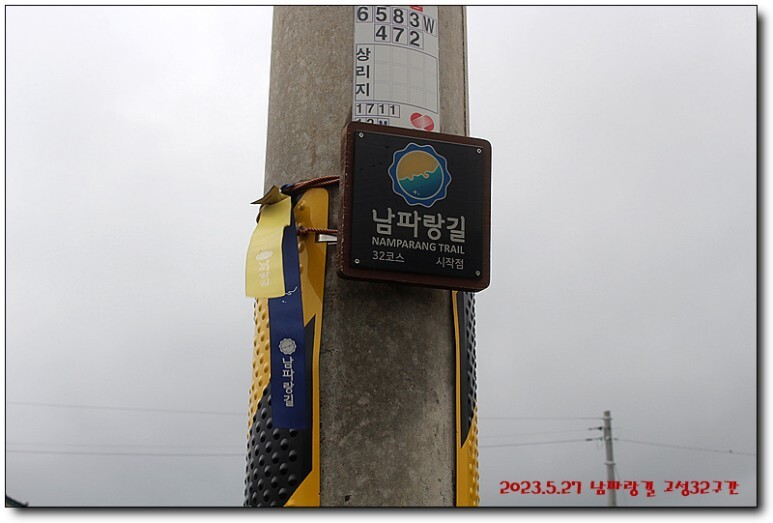 6583W
472
상
리
지
1711
남파랑길
NAMPARANG TRAIL
32코스 시작점
남파랑길
2023.5.27 남파랑길 고성32구간